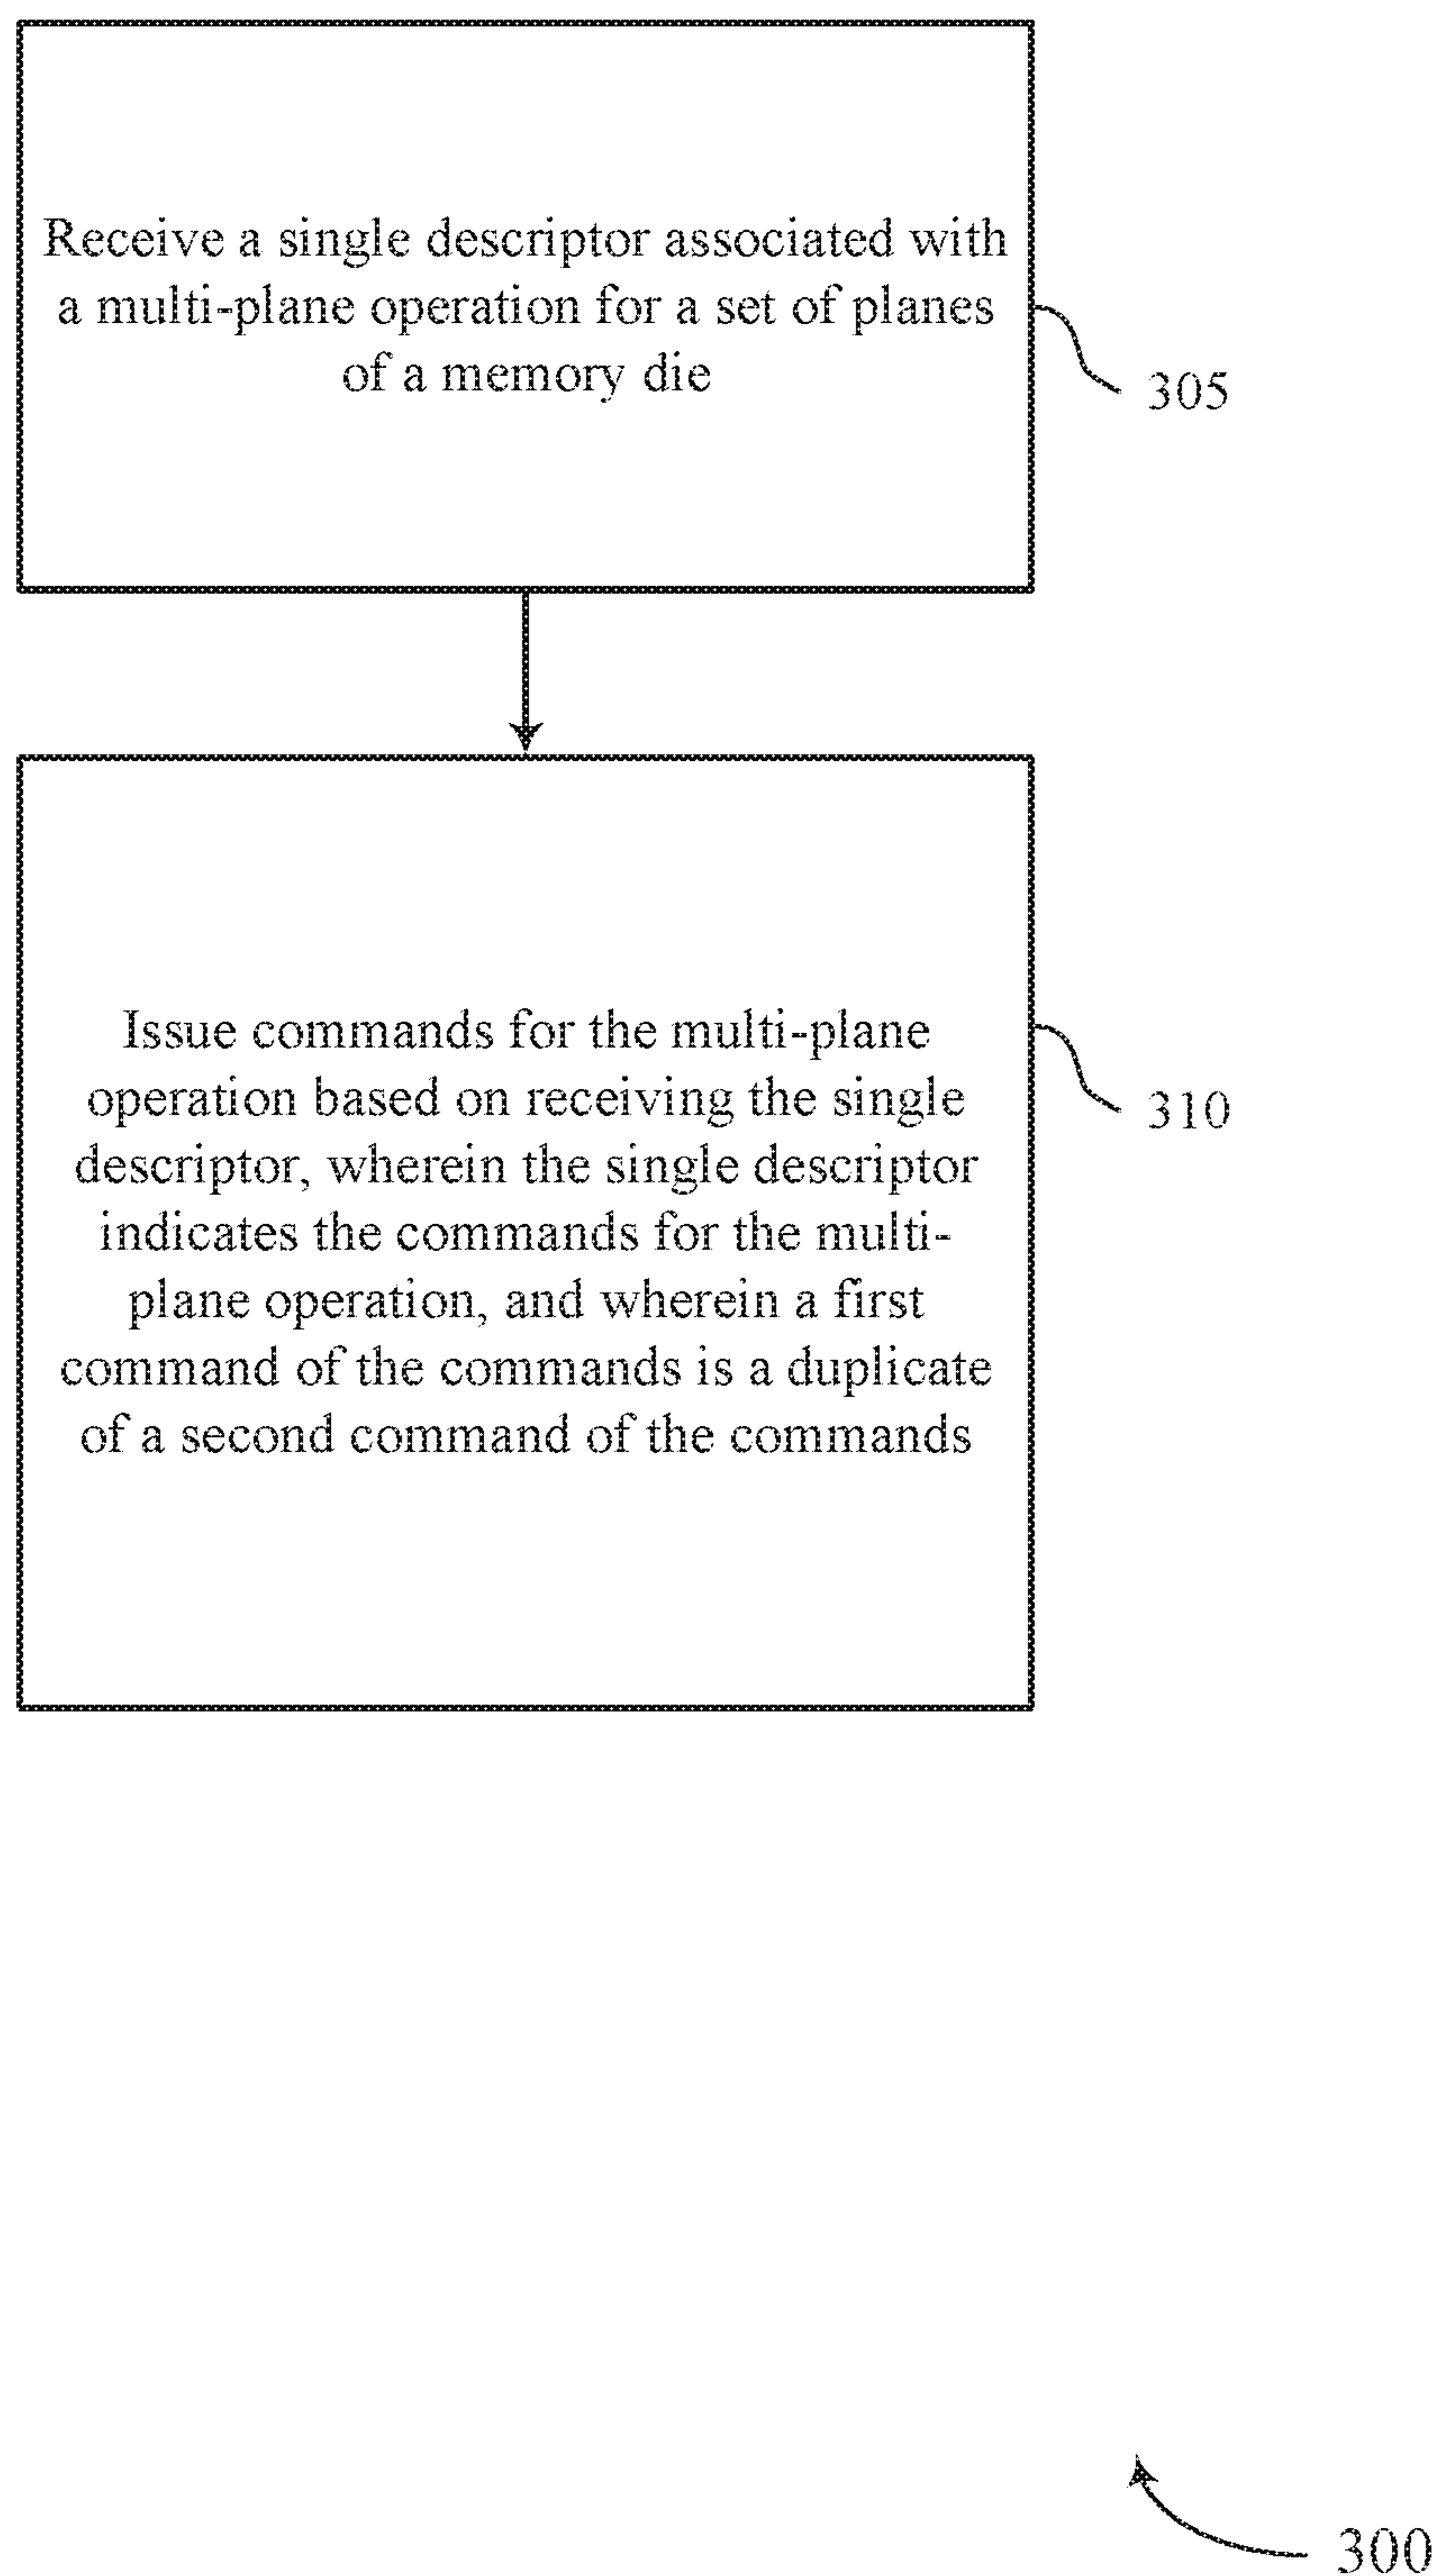 Receive a single descriptor associated with
a multi-plane operation for a set of planes
of a memory die
305
Issue commands for the multi-plane
operation based on receiving the single
descriptor, wherein the single descriptor
indicates the commands for the multi-
plane operation, and wherein a first
command of the commands is a duplicate
of a second command of the commands
310
300